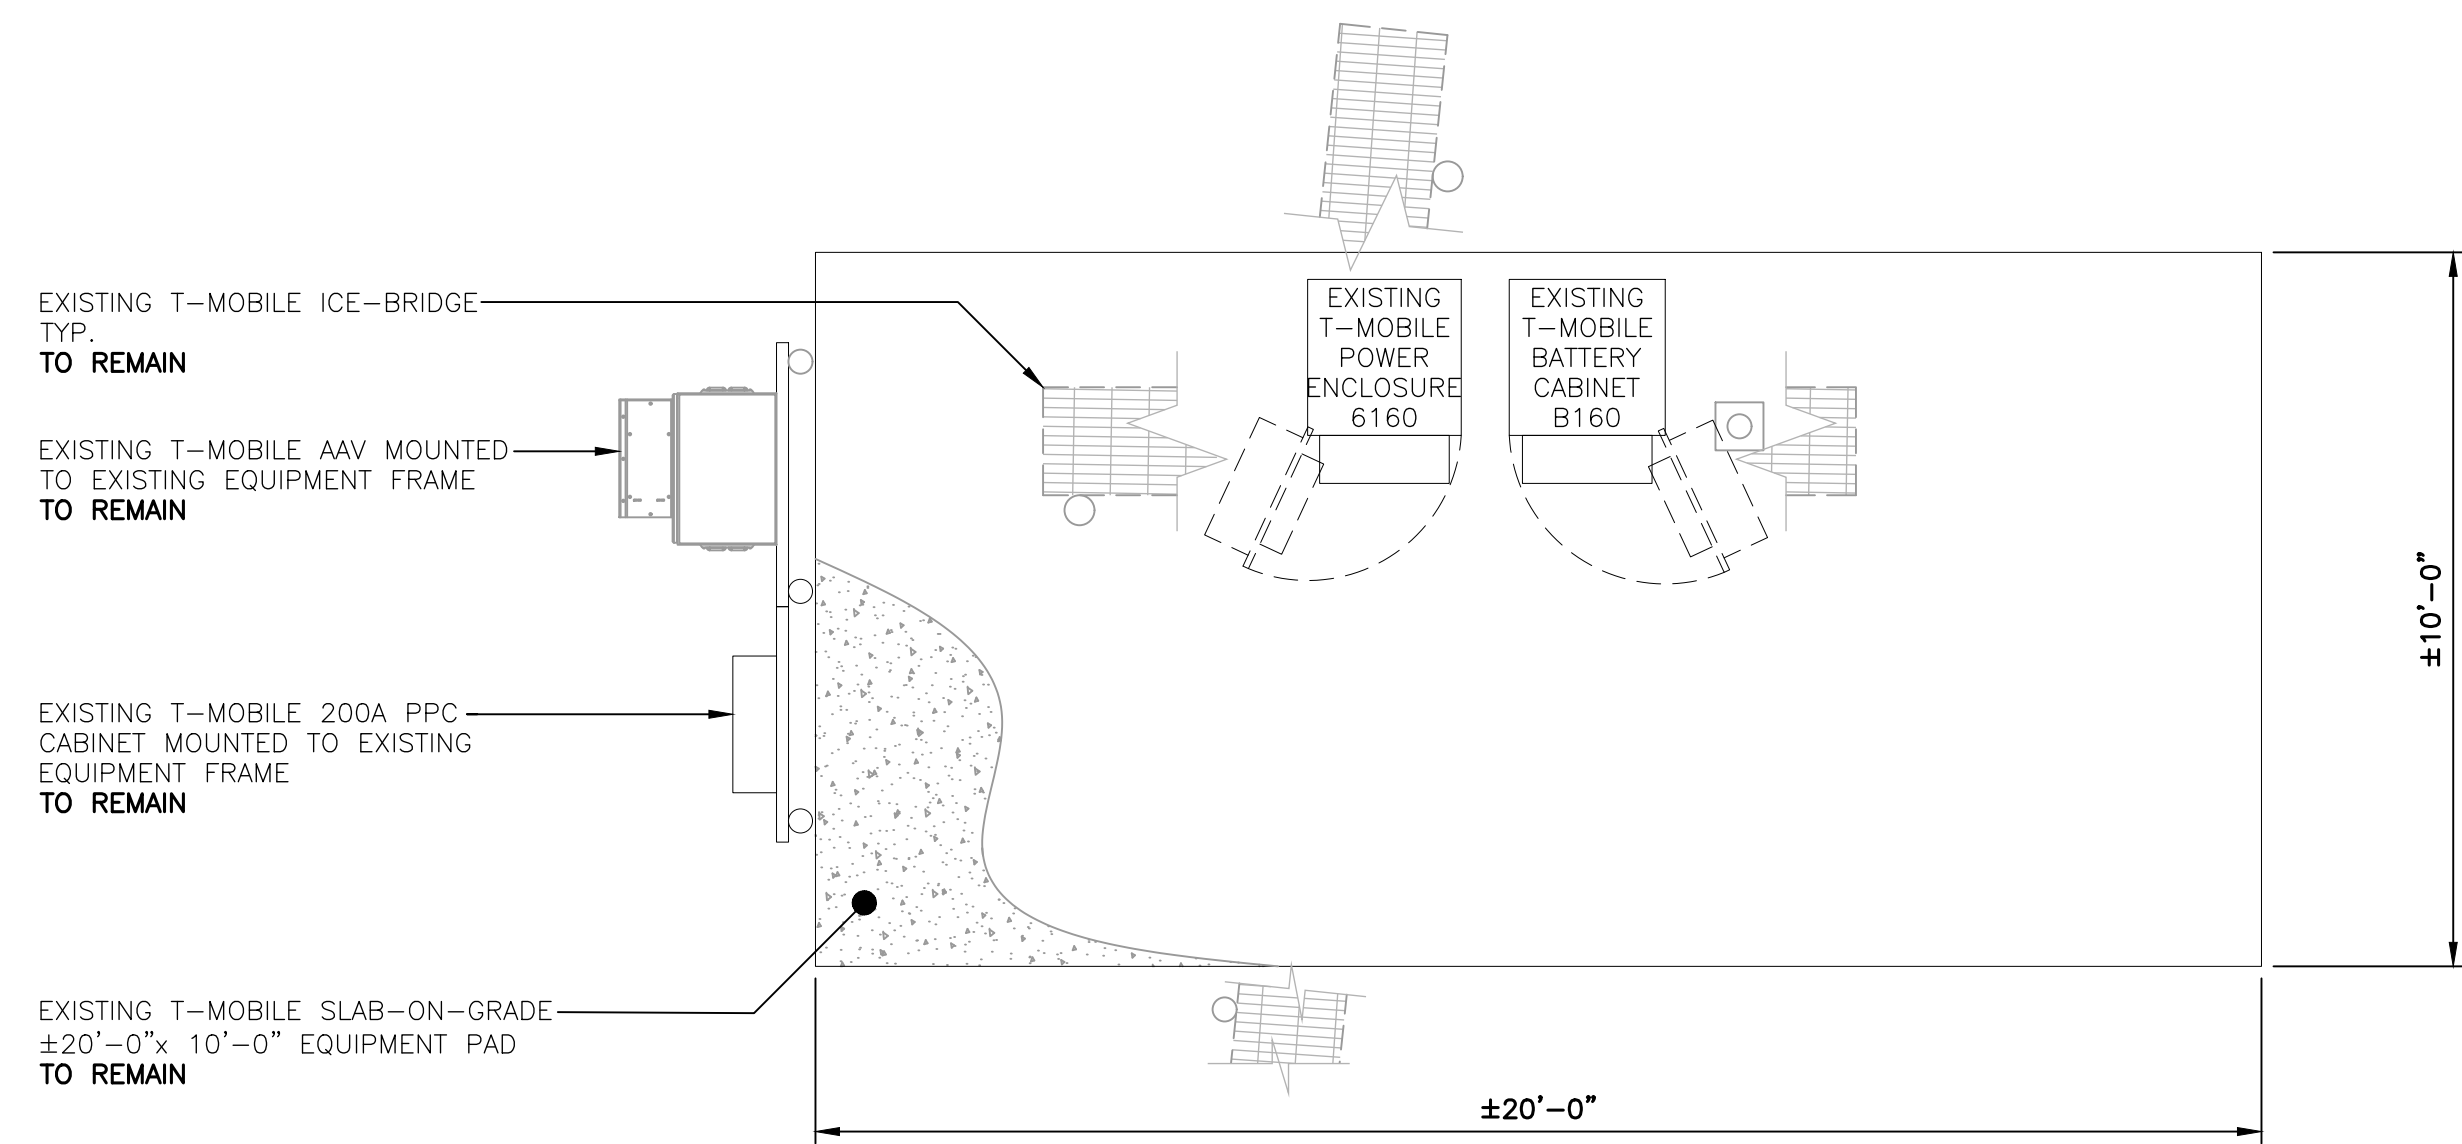 EXISTING T-MOBILE ICE-BRIDGE
TYP.
TO REMAIN
EXISTING T-MOBILE AAV MOUNTED
TO EXISTING EQUIPMENT FRAME
TO REMAIN
EXISTING T-MOBILE 200A PPC
CABINET MOUNTED TO EXISTING
EQUIPMENT FRAME
TO REMAIN
EXISTING T-MOBILE SLAB-ON-GRADE
±20'-0"x 10'-0" EQUIPMENT PAD
TO REMAIN
EXISTING
T-MOBILE
POWER
ENCLOSURE
6160
EXISTING
T-MOBILE
BATTERY
CABINET
B160
±10'-0"
±20'-0"